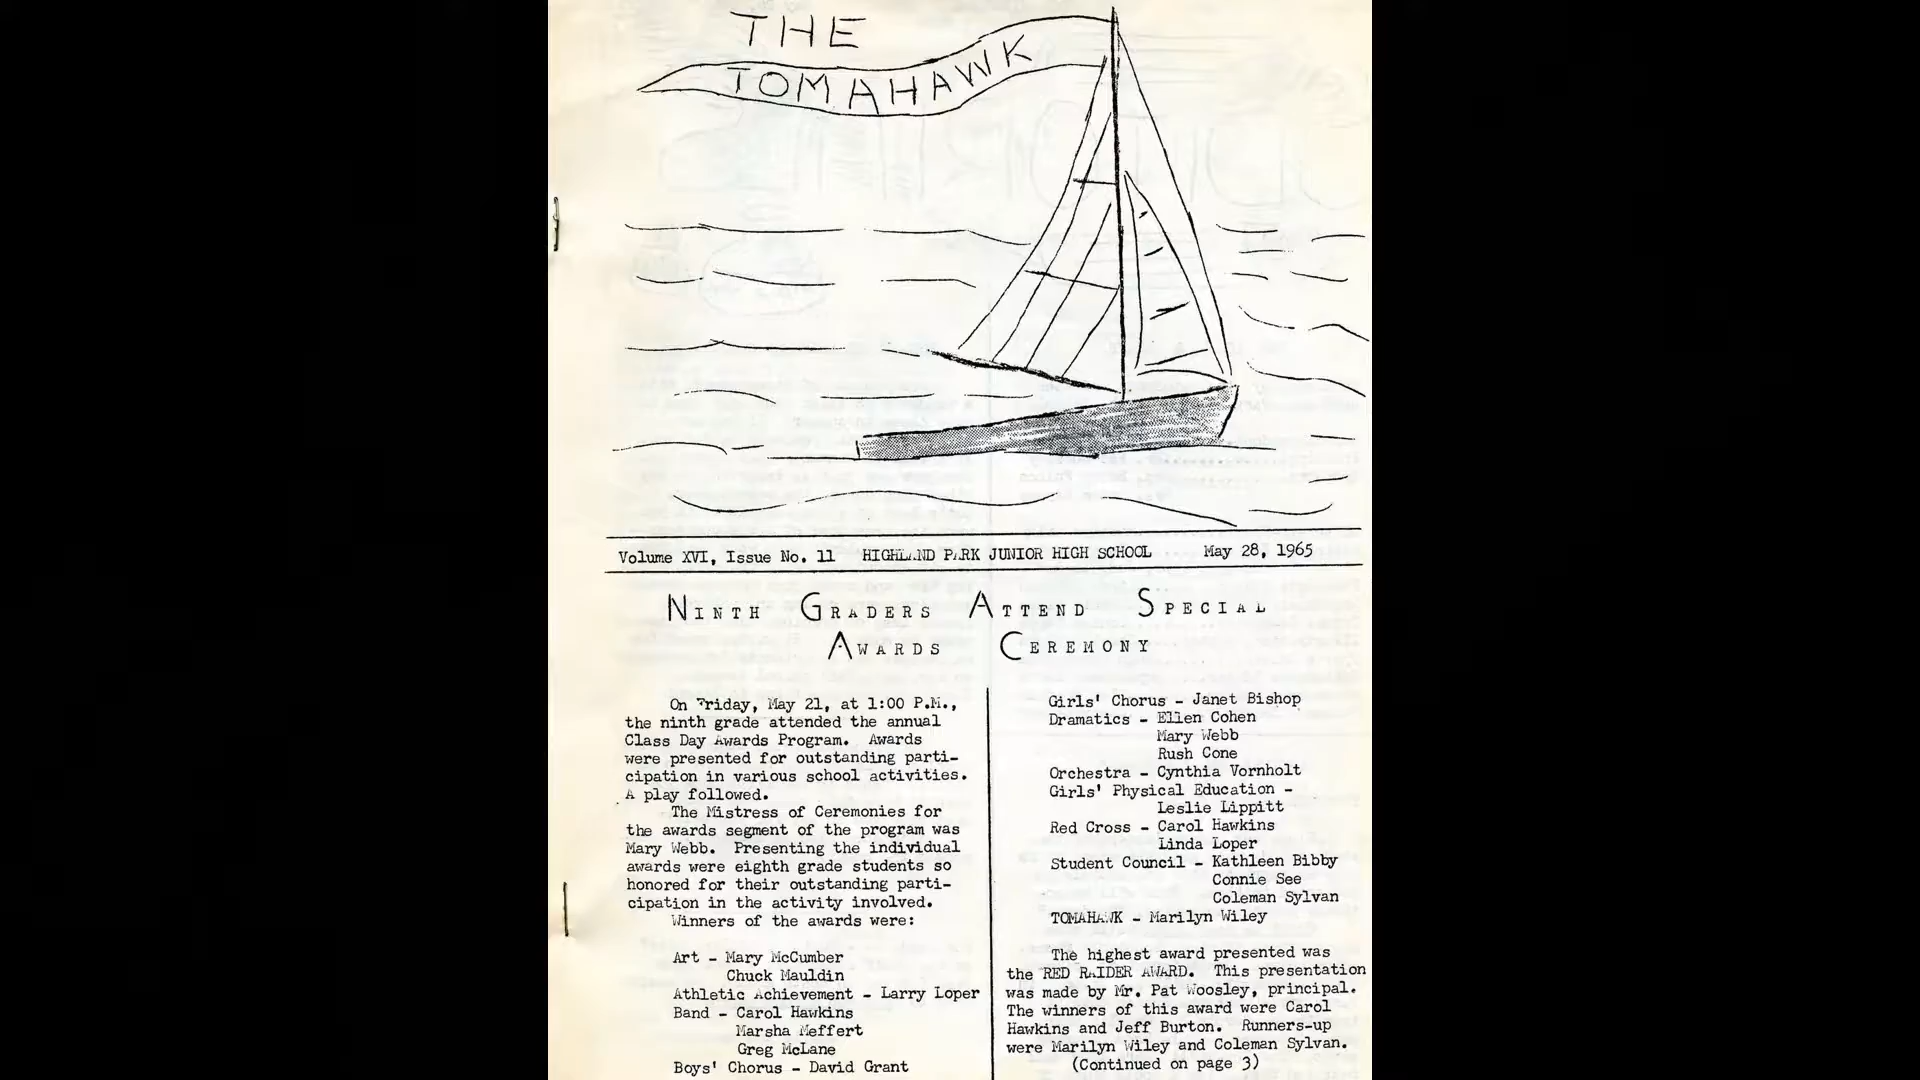 THE
TOMAHAWK
Volume XVI, Issue No. 11 HIGHLAND PARK JUNIOR HIGH SCHOOL May 28, 1965
NINTH GRADERS ATTEND SPECIAL
AWARDS CEREMONY
On Friday, May 21, at 1:00 P.M.,
the ninth grade attended the annual
Class Day Awards Program. Awards
were presented for outstanding parti-
cipation in various school activities.
A play followed.
The Mistress of Ceremonies for
the awards segment of the program was
Mary Webb. Presenting the individual
awards were eighth grade students so
honored for their outstanding parti-
cipation in the activity involved.
Winners of the awards were:
Art - Mary McCumber
Chuck Mauldin
Athletic Achievement - Larry Loper
Band - Carol Hawkins
Marsha Meffert
Greg McLane
Boys' Chorus - David Grant
Girls' Chorus - Janet Bishop
Dramatics - Ellen Cohen
Mary Webb
Rush Cone
Orchestra - Cynthia Vornholt
Girls' Physical Education -
Leslie Lippitt
Red Cross - Carol Hawkins
Linda Loper
Student Council - Kathleen Bibby
Connie See
Coleman Sylvan
TOMAHAWK - Marilyn Wiley
The highest award presented was
the RED RAIDER AWARD. This presentation
was made by Mr. Pat Woosley, principal.
The winners of this award were Carol
Hawkins and Jeff Burton. Runners-up
were Marilyn Wiley and Coleman Sylvan.
(Continued on page 3)